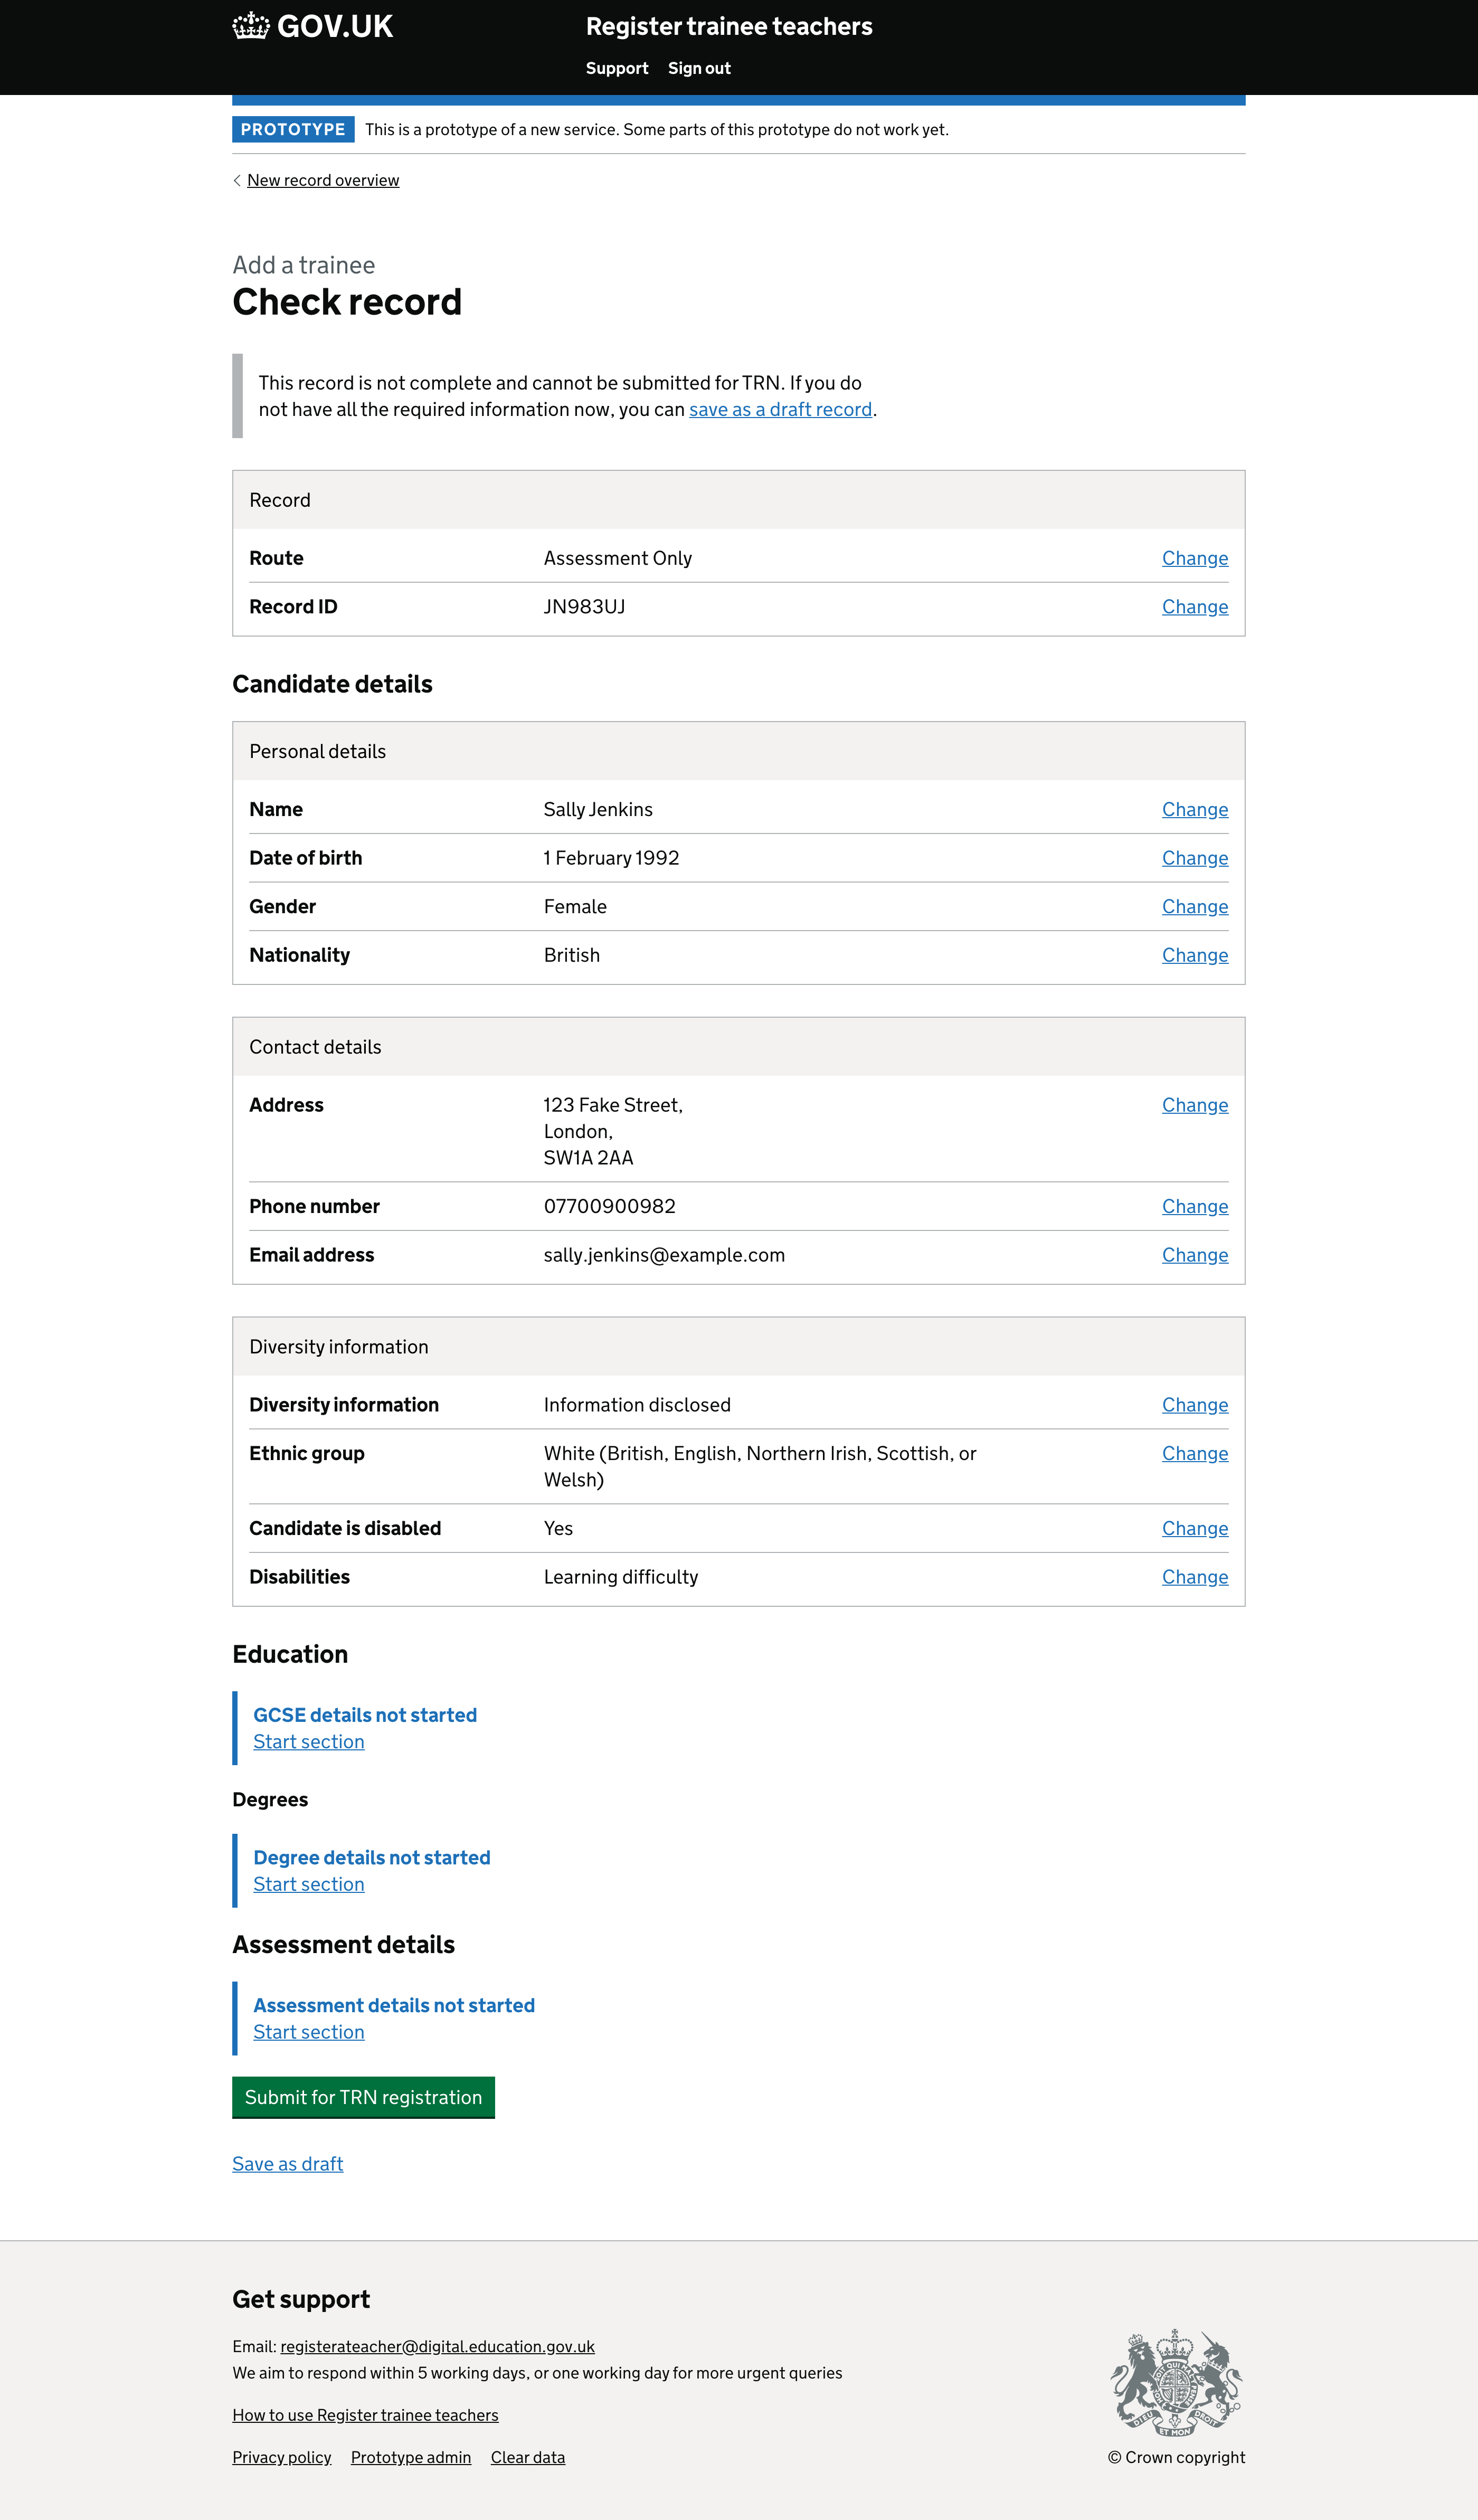 GOV.UK
Register trainee teachers
Support Sign out
PROTOTYPE This is a prototype of a new service. Some parts of this prototype do not work yet.
New record overview
Add a trainee
Check record
This record is not complete and cannot be submitted for TRN. If you do
not have all the required information now, you can save as a draft record.
Record
Route Assessment Only Change
Record ID JN983UJ Change
Candidate details
Personal details
Name Sally Jenkins Change
Date of birth 1 February 1992 Change
Gender Female Change
Nationality British Change
Contact details
Address 123 Fake Street, Change
London,
SW1A 2AA
Phone number 07700900982 Change
Email address sally.jenkins@example.com Change
Diversity information
Diversity information Information disclosed Change
Ethnic group White (British, English, Northern Irish, Scottish, or Change
Welsh)
Candidate is disabled Yes Change
Disabilities Learning difficulty Change
Education
GCSE details not started
Start section
Degrees
Degree details not started
Start section
Assessment details
Assessment details not started
Start section
Submit for TRN registration
Save as draft
Get support
Email: registerateacher@digital.education.gov.uk
We aim to respond within 5 working days, or one working day for more urgent queries
How to use Register trainee teachers
Privacy policy Prototype admin Clear data
DIEU ET MON DROIT
© Crown copyright